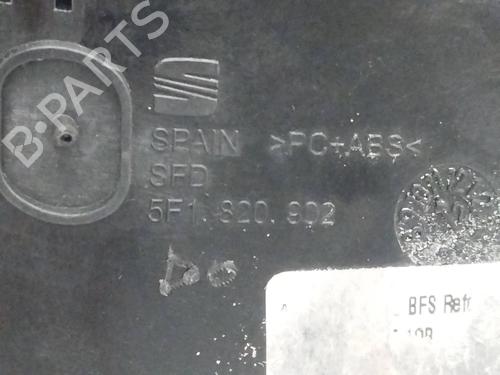 B-PARTS
SPAIN >PC+ABS<
SFD
5F1.820.902
BFS Refr